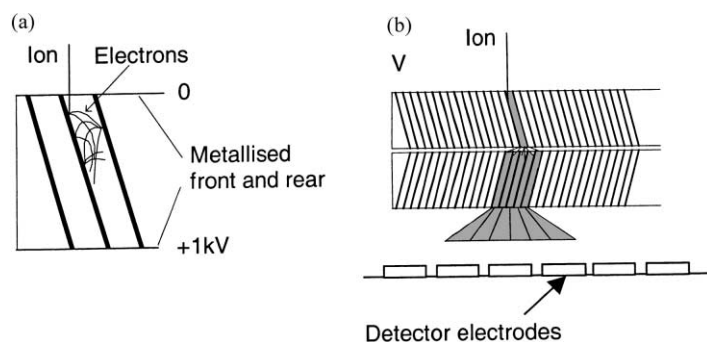 (a)
Ion
Electrons
0
Metallised
front and rear
+1kV
(b)
Ion
V
Detector electrodes